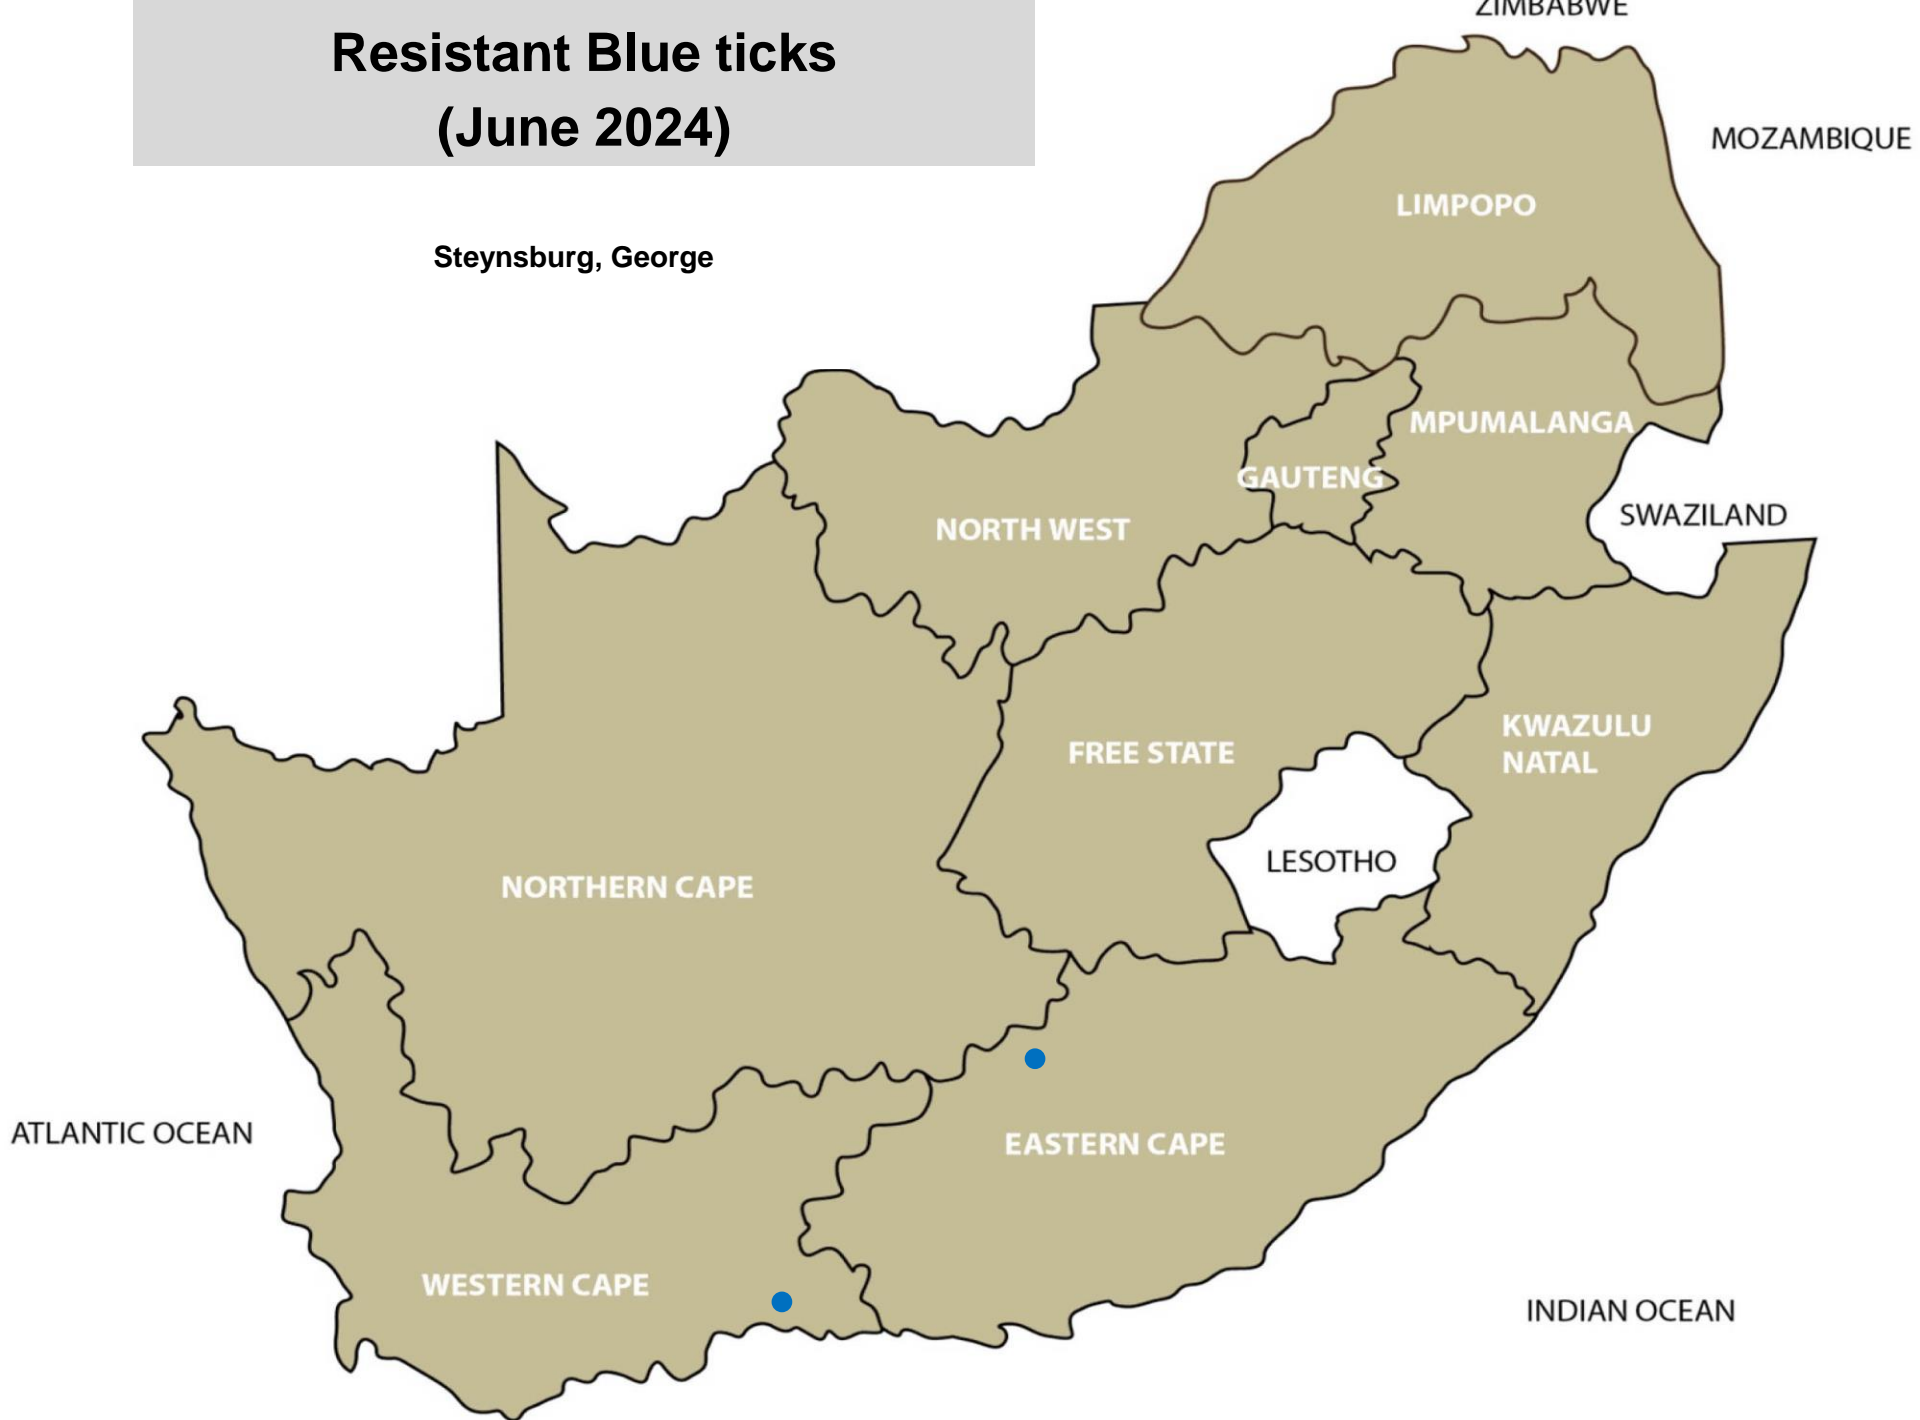 ZIMBABWE
Resistant Blue ticks
(June 2024)
MOZAMBIQUE
LIMPOPO
Steynsburg, George
MPUMALANGA
GAUTENG
SWAZILAND
NORTH WEST
KWAZULU
NATAL
FREE STATE
LESOTHO
NORTHERN CAPE
ATLANTIC OCEAN
EASTERN CAPE
WESTERN CAPE
INDIAN OCEAN